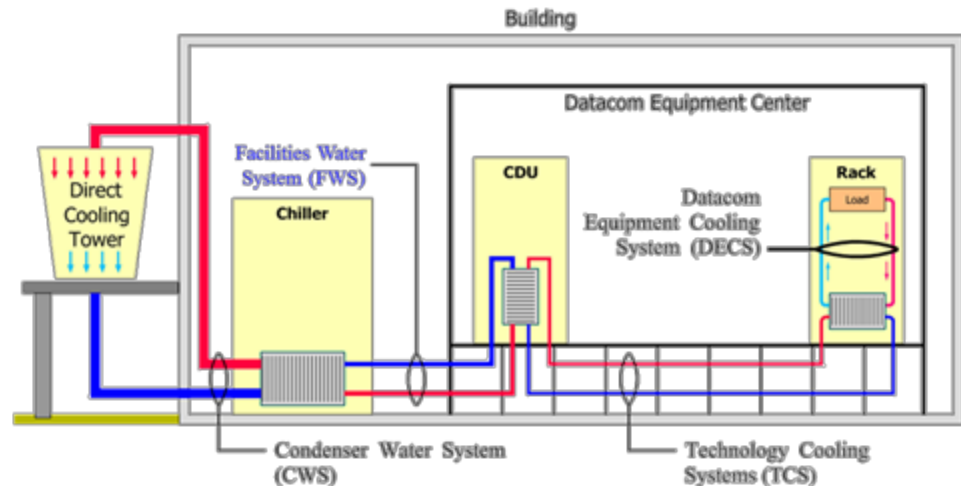 Building
Datacom Equipment Center
Direct
Cooling
Tower
Facilities Water
System (FWS)
Chiller
CDU
Rack
Load
Datacom
Equipment Cooling
System (DECS)
Condenser Water System
(CWS)
Technology Cooling
Systems (TCS)